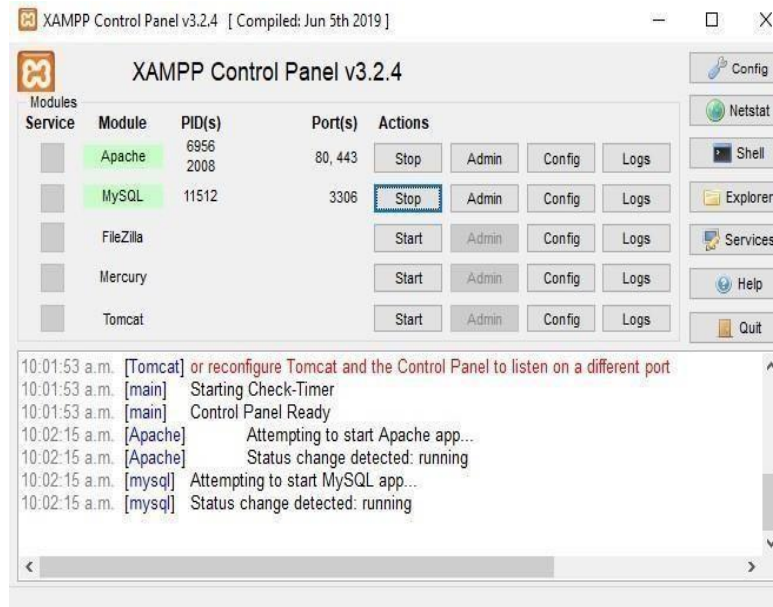 XAMPP Control Panel v3.2.4 [ Compiled: Jun 5th 2019 ]
XAMPP Control Panel v3.2.4
Config
Modules
Service Module PID(s) Port(s) Actions
Netstat
Apache 6956 2008 80, 443 Stop Admin Config Logs
Shell
MySQL 11512 3306 Stop Admin Config Logs
Explorer
FileZilla Start Admin Config Logs
Services
Mercury Start Admin Config Logs
Help
Tomcat Start Admin Config Logs
Quit
10:01:53 a.m. [Tomcat] or reconfigure Tomcat and the Control Panel to listen on a different port
10:01:53 a.m. [main] Starting Check-Timer
10:01:53 a.m. [main] Control Panel Ready
10:02:15 a.m. [Apache] Attempting to start Apache app...
10:02:15 a.m. [Apache] Status change detected: running
10:02:15 a.m. [mysql] Attempting to start MySQL app...
10:02:15 a.m. [mysql] Status change detected: running